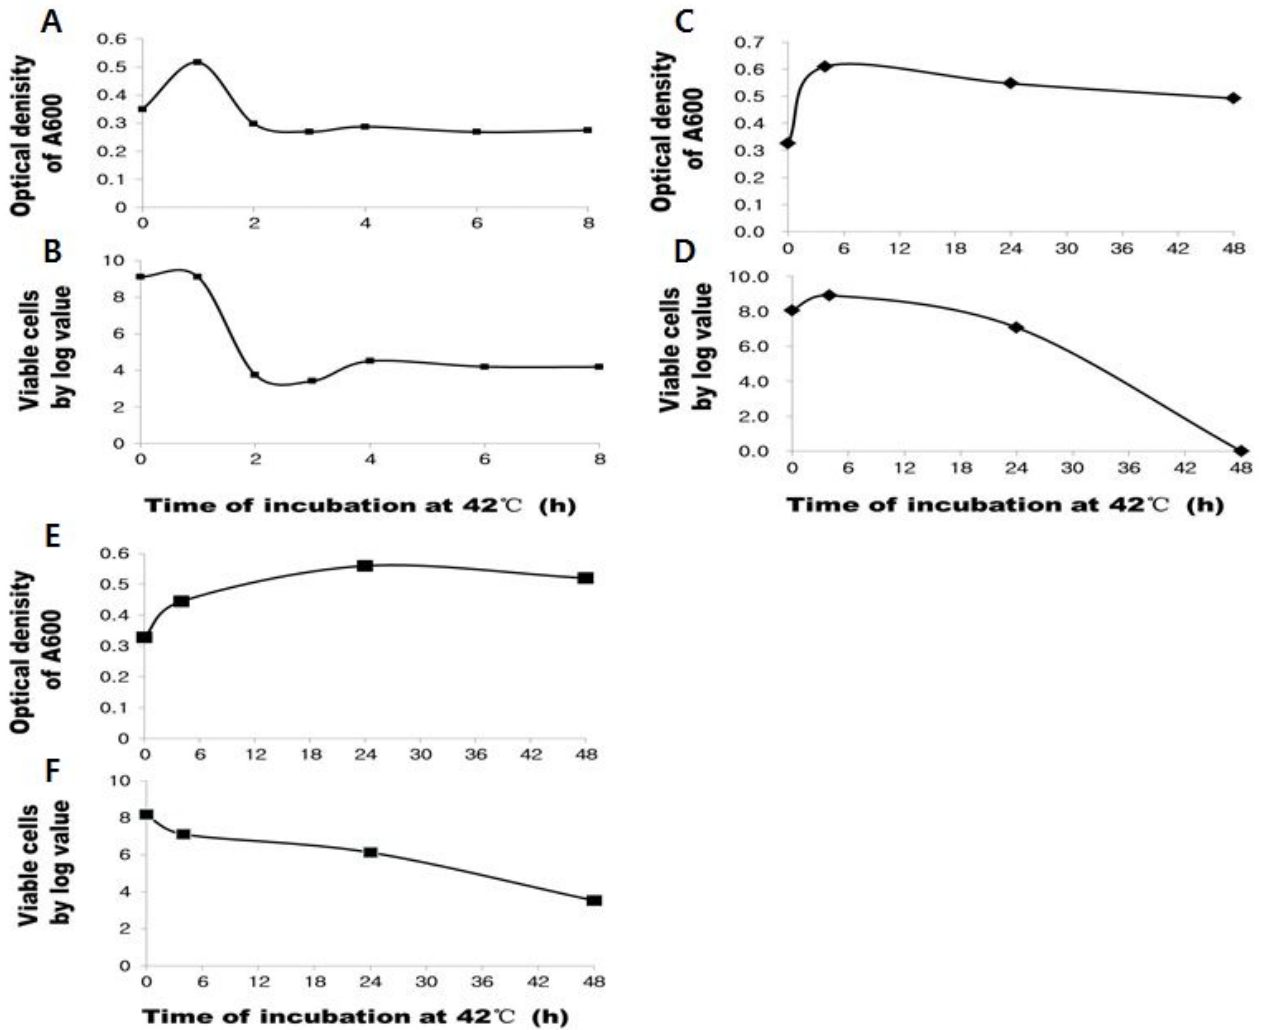 A
Optical denisity
of A600
0.6
0.5
0.4
0.3
0.2
0.1
0
0 2 4 6 8
B
Viable cells
by log value
10
8
6
4
2
0
0 2 4 6 8
Time of incubation at 42℃ (h)
C
Optical density
of A600
0.7
0.6
0.5
0.4
0.3
0.2
0.1
0.0
0 6 12 18 24 30 36 42 48
D
Viable cells
by log value
10.0
8.0
6.0
4.0
2.0
0.0
0 6 12 18 24 30 36 42 48
Time of incubation at 42℃ (h)
E
Optical denisity
of A600
0.6
0.5
0.4
0.3
0.2
0.1
0
0 6 12 18 24 30 36 42 48
F
Viable cells
by log value
10
8
6
4
2
0
0 6 12 18 24 30 36 42 48
Time of incubation at 42℃ (h)